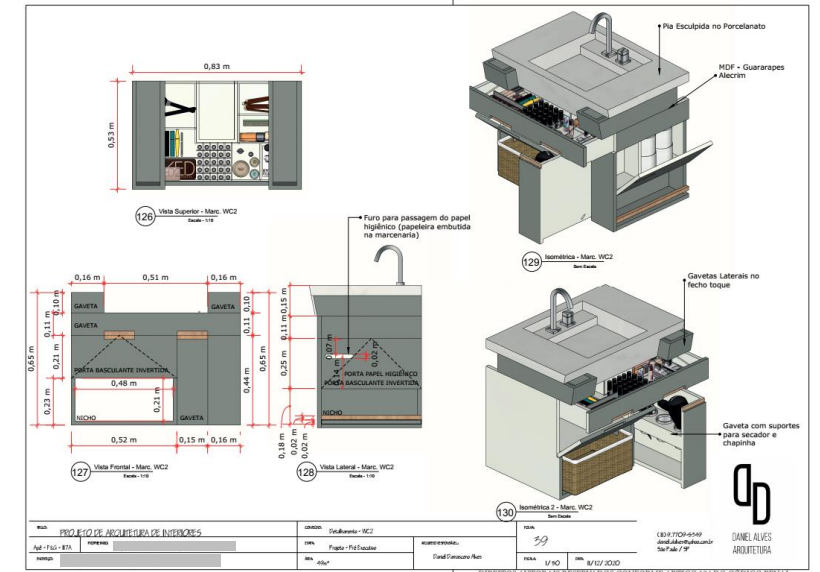 Pia Esculpida no Porcelanato
MDF - Guararapes
Alecrim
0,83 m
0,53 m
126
Vista Superior - Marc. WC2
Escala - 1:10
Furo para passagem do papel
higiênico (papeleira embutida
na marcenaria)
129
Isométrica - Marc. WC2
Sem Escala
0,16 m
0,51 m
0,16 m
0,10 m
0,11 m
0,21 m
0,23 m
0,65 m
GAVETA
GAVETA
GAVETA
PORTA BASCULANTE INVERTIDA
0,48 m
0,21 m
NICHO
GAVETA
0,10
0,11
0,44 m
0,65 m
0,52 m
0,15 m
0,16 m
127
Vista Frontal - Marc. WC2
Escala - 1:10
0,15 m
0,11 m
0,25 m
0,07 m
0,02 m
0,14 m
PORTA PAPEL HIGIÊNICO
PORTA BASCULANTE INVERTIDA
NICHO
0,18 m
0,02 m
0,02 m
128
Vista Lateral - Marc. WC2
Escala - 1:10
Gavetas Laterais no
fecho toque
Gaveta com suportes
para secador e
chapinha
130
Isométrica 2 - Marc. WC2
Sem Escala
PROJETO DE ARQUITETURA DE INTERIORES
Detalhamento - WC2
Projeto - Pré Executivo
Daniel Damasceno Alves
39
1/50
11/12/2020
São Paulo / SP
DANIEL ALVES
ARQUITETURA